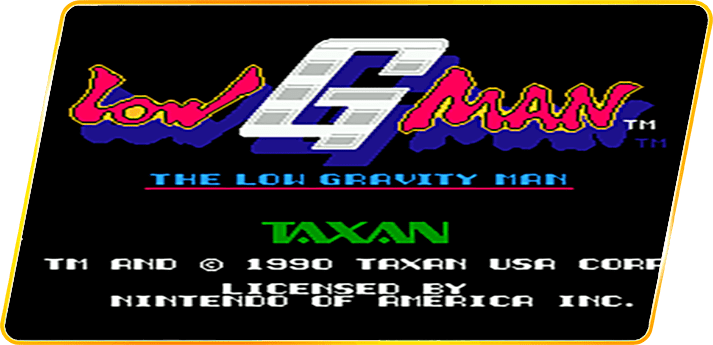 LOW G MAN TM
THE LOW GRAVITY MAN
TAXAN
TM AND © 1990 TAXAN USA CORP
LICENSED BY
NINTENDO OF AMERICA INC.